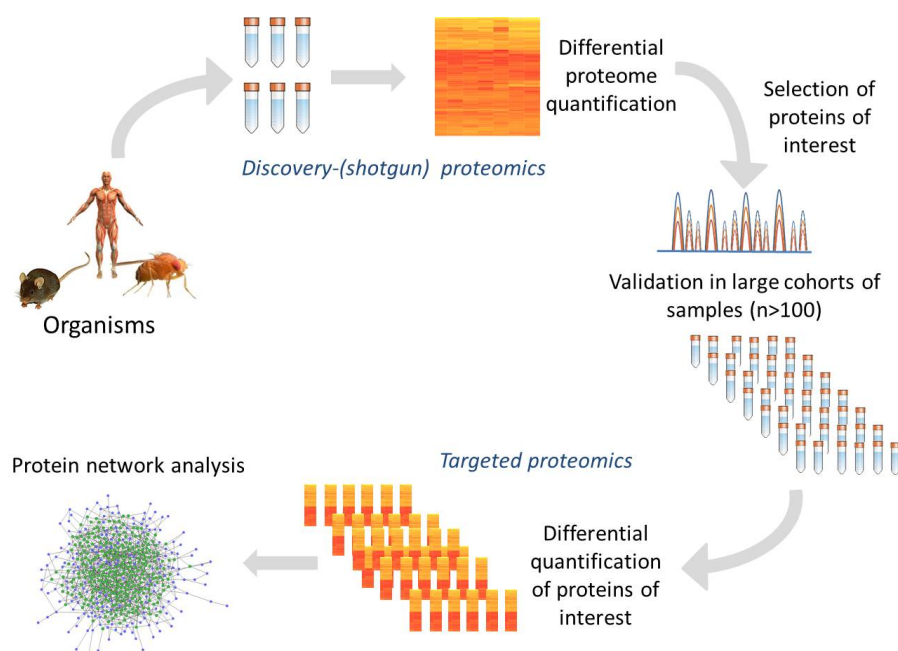 Differential
proteome
quantification
Selection of
proteins of
interest
Discovery-(shotgun) proteomics
Organisms
Validation in large cohorts of
samples (n>100)
Targeted proteomics
Protein network analysis
Differential
quantification
of proteins of
interest